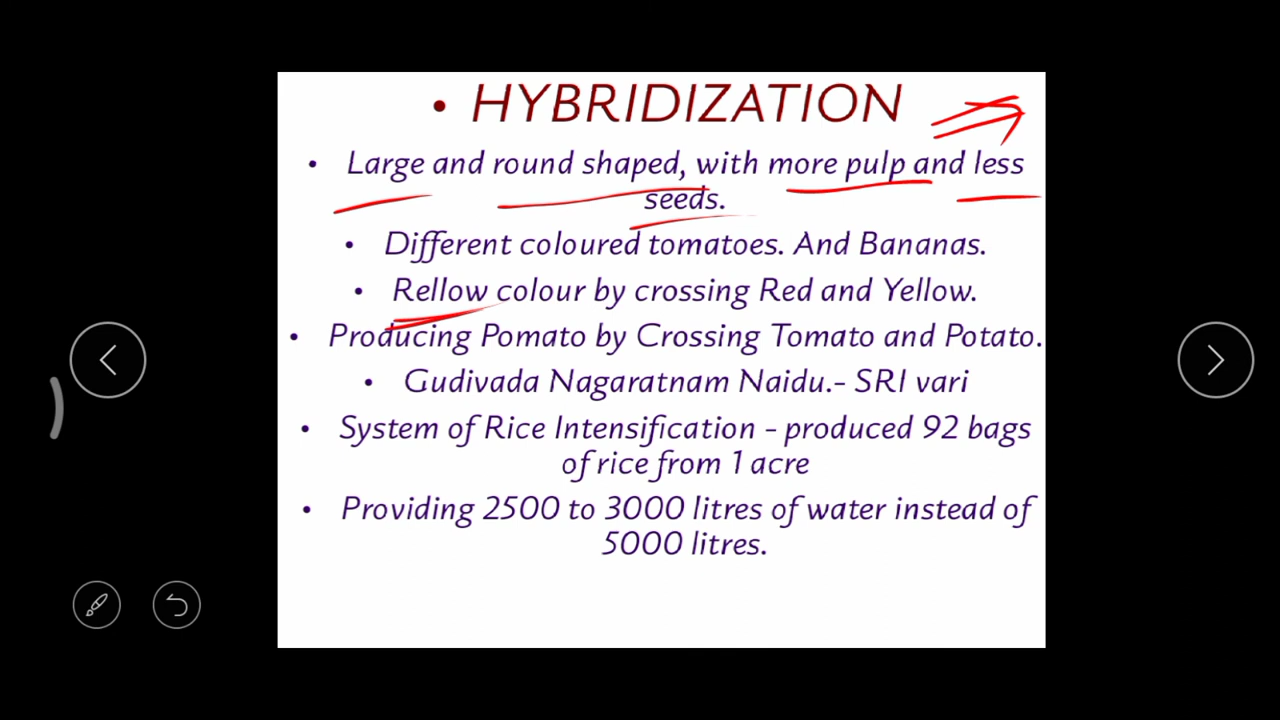 • HYBRIDIZATION
• Large and round shaped, with more pulp and less
seeds.
• Different coloured tomatoes. And Bananas.
• Rellow colour by crossing Red and Yellow.
• Producing Pomato by Crossing Tomato and Potato.
• Gudivada Nagaratnam Naidu.- SRI vari
• System of Rice Intensification - produced 92 bags
of rice from 1 acre
• Providing 2500 to 3000 litres of water instead of
5000 litres.